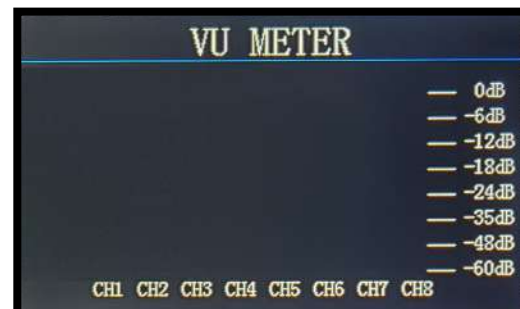 VU METER
0dB
-6dB
-12dB
-18dB
-24dB
-35dB
-48dB
-60dB
CH1 CH2 CH3 CH4 CH5 CH6 CH7 CH8